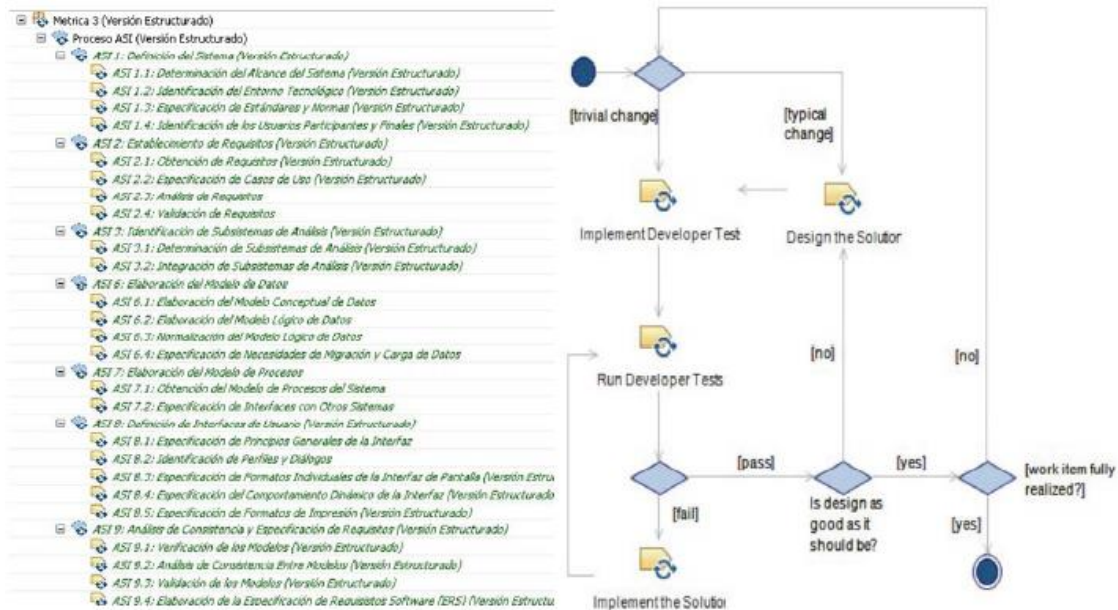 Metrica 3 (Versión Estructurado)
Proceso ASI (Versión Estructurado)
ASI 1: Definición del Sistema (Versión Estructurado)
ASI 1.1: Determinación del Alcance del Sistema (Versión Estructurado)
ASI 1.2: Identificación del Entorno Tecnológico (Versión Estructurado)
ASI 1.3: Especificación de Estándares y Normas (Versión Estructurado)
ASI 1.4: Identificación de los Usuarios Participantes y Finales (Versión Estructurado)
ASI 2: Establecimiento de Requisitos (Versión Estructurado)
ASI 2.1: Obtención de Requisitos (Versión Estructurado)
ASI 2.2: Especificación de Casos de Uso (Versión Estructurado)
ASI 2.3: Análisis de Requisitos
ASI 2.4: Validación de Requisitos
ASI 3: Identificación de Subsistemas de Análisis (Versión Estructurado)
ASI 3.1: Determinación de Subsistemas de Análisis (Versión Estructurado)
ASI 3.2: Integración de Subsistemas de Análisis (Versión Estructurado)
ASI 6: Elaboración del Modelo de Datos
ASI 6.1: Elaboración del Modelo Conceptual de Datos
ASI 6.2: Elaboración del Modelo Lógico de Datos
ASI 6.3: Normalización del Modelo Lógico de Datos
ASI 6.4: Especificación de Necesidades de Migración y Carga de Datos
ASI 7: Elaboración del Modelo de Procesos
ASI 7.1: Obtención del Modelo de Procesos del Sistema
ASI 7.2: Especificación de Interfaces con Otros Sistemas
ASI 8: Definición de Interfaces de Usuario (Versión Estructurado)
ASI 8.1: Especificación de Principios Generales de la Interfaz
ASI 8.2: Identificación de Perfiles y Diálogos
ASI 8.3: Especificación de Formatos Individuales de la Interfaz de Pantalla (Versión Estru
ASI 8.4: Especificación del Comportamiento Dinámico de la Interfaz (Versión Estructurado
ASI 8.5: Especificación de Formatos de Impresión (Versión Estructurado)
ASI 9: Análisis de Consistencia y Especificación de Requisitos (Versión Estructurado)
ASI 9.1: Verificación de los Modelos (Versión Estructurado)
ASI 9.2: Análisis de Consistencia Entre Modelos (Versión Estructurado)
ASI 9.3: Validación de los Modelos (Versión Estructurado)
ASI 9.4: Elaboración de la Especificación de Requisistos Software (ERS) (Versión Estructu
[trivial change]
[typical
change]
Implement Developer Test
Design the Solution
[no]
[no]
Run Developer Tests
[pass]
[yes]
[work item fully
realized?]
[fail]
Is design as
good as it
should be?
[yes]
Implement the Solution